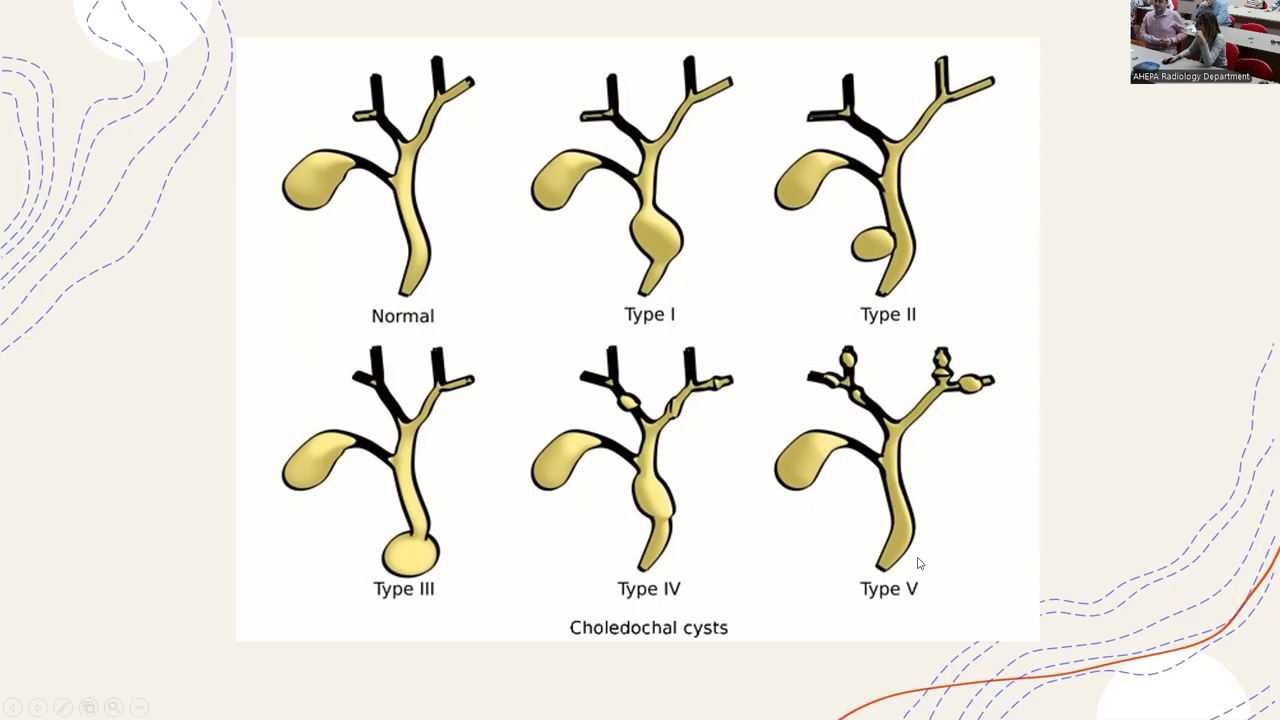 AHEPA Radiology Department
Normal
Type I
Type II
Type III
Type IV
Type V
Choledochal cysts